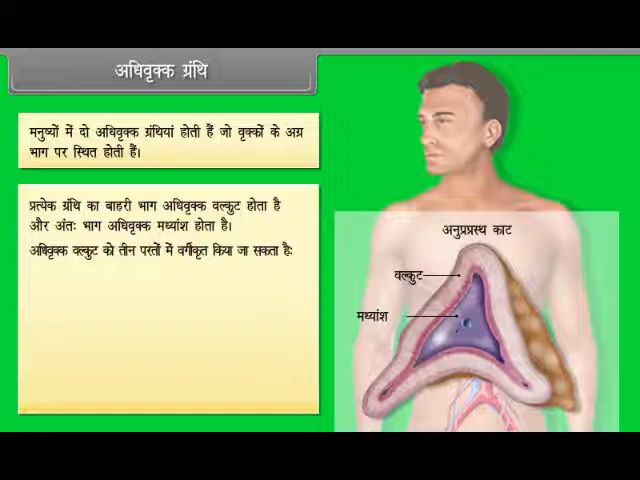 अधिवृक्क ग्रंथि
मनुष्यों में दो अधिवृक्क ग्रंथियां होती हैं जो वृक्कों के अग्र
भाग पर स्थित होती हैं।
प्रत्येक ग्रंथि का बाहरी भाग अधिवृक्क वल्कुट होता है
और अंतः भाग अधिवृक्क मध्यांश होता है।
अधिवृक्क वल्कुट को तीन परतों में वर्गीकृत किया जा सकता है:
अनुप्रप्रस्थ काट
वल्कुट
मध्यांश